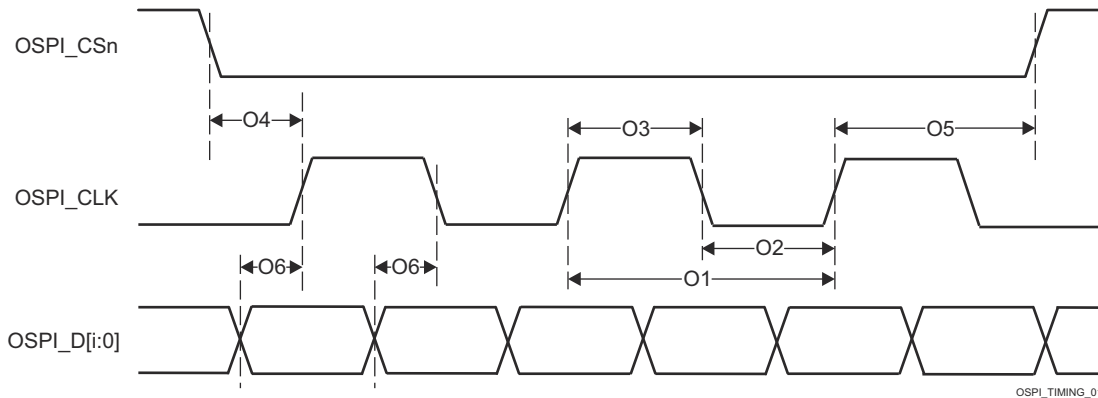 OSPI_CSn
O4
O3
O5
OSPI_CLK
O2
O6
O6
O1
OSPI_D[i:0]
OSPI_TIMING_0